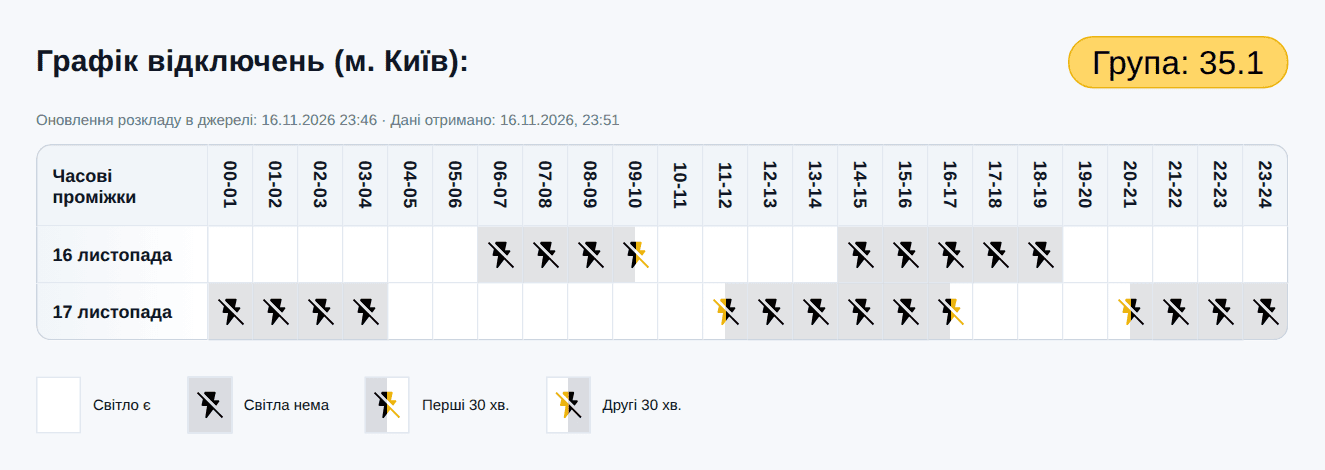 Графік відключень (м. Київ):
Група: 35.1
Оновлення розкладу в джерелі: 16.11.2026 23:46 · Дані отримано: 16.11.2026, 23:51
Часові
проміжки
00-01
01-02
02-03
03-04
04-05
05-06
06-07
07-08
08-09
09-10
10-11
11-12
12-13
13-14
14-15
15-16
16-17
17-18
18-19
19-20
20-21
21-22
22-23
23-24
16 листопада
17 листопада
Світло є
Світла нема
Перші 30 хв.
Другі 30 хв.